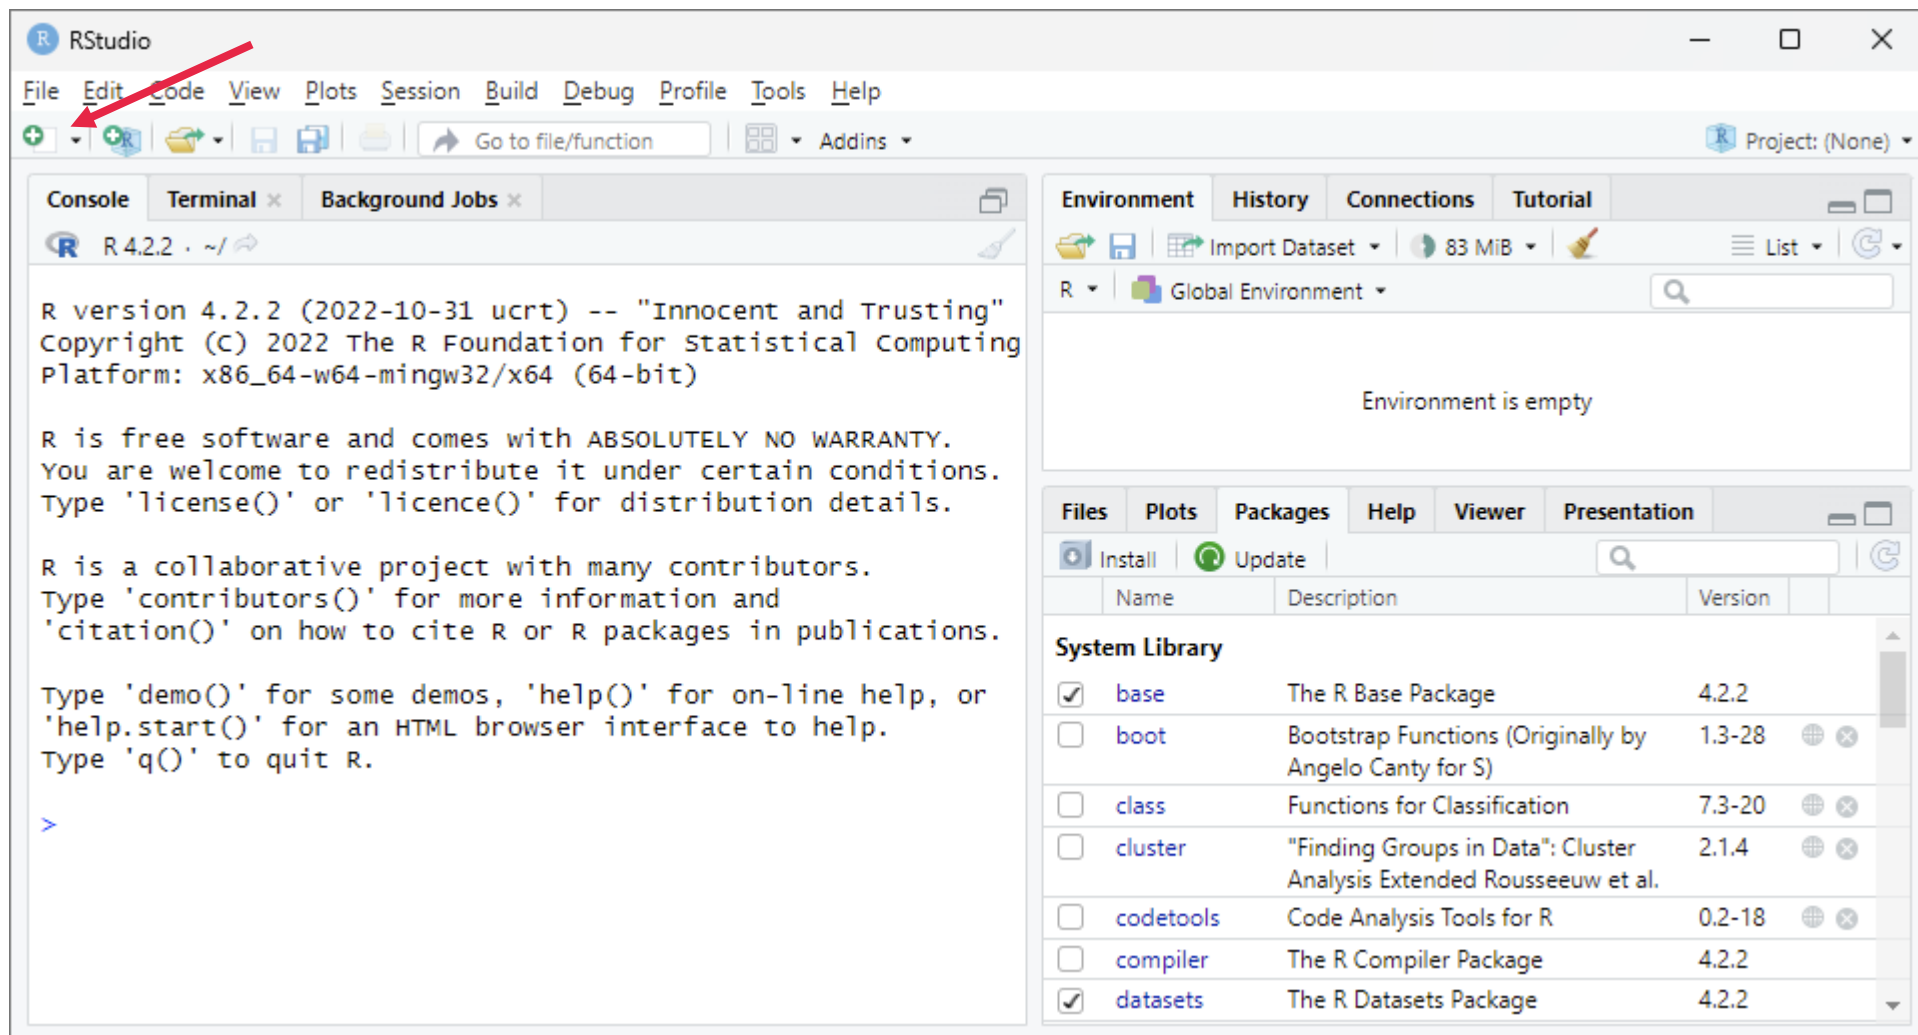 RStudio
File Edit Code View Plots Session Build Debug Profile Tools Help
Go to file/function Addins Project: (None)
Console Terminal Background Jobs
R 4.2.2 · ~/
R version 4.2.2 (2022-10-31 ucrt) -- "Innocent and Trusting"
Copyright (C) 2022 The R Foundation for Statistical Computing
Platform: x86_64-w64-mingw32/x64 (64-bit)
R is free software and comes with ABSOLUTELY NO WARRANTY.
You are welcome to redistribute it under certain conditions.
Type 'license()' or 'licence()' for distribution details.
R is a collaborative project with many contributors.
Type 'contributors()' for more information and
'citation()' on how to cite R or R packages in publications.
Type 'demo()' for some demos, 'help()' for on-line help, or
'help.start()' for an HTML browser interface to help.
Type 'q()' to quit R.
>
Environment History Connections Tutorial
Import Dataset 83 MiB List
R Global Environment
Environment is empty
Files Plots Packages Help Viewer Presentation
Install Update
Name Description Version
System Library
base The R Base Package 4.2.2
boot Bootstrap Functions (Originally by 1.3-28
Angelo Canty for S)
class Functions for Classification 7.3-20
cluster "Finding Groups in Data": Cluster 2.1.4
Analysis Extended Rousseeuw et al.
codetools Code Analysis Tools for R 0.2-18
compiler The R Compiler Package 4.2.2
datasets The R Datasets Package 4.2.2